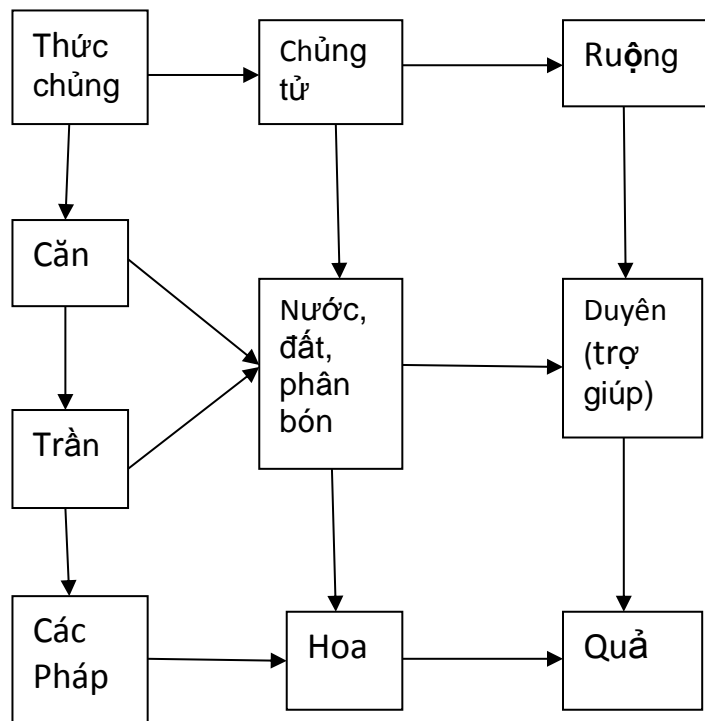 Thức
chủng
Chủng
tử
Ruộng
Căn
Nước,
đất,
phân
bón
Duyên
(trợ
giúp)
Trần
Các
Pháp
Hoa
Quả